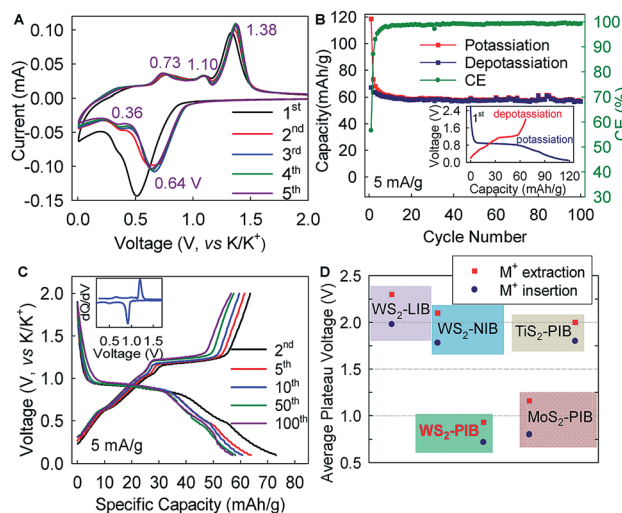 A
1.38
0.73
1.10
0.36
0.64 V
1st
2nd
3rd
4th
5th
0.10
0.05
0.00
-0.05
-0.10
-0.15
Current (mA)
0.0 0.5 1.0 1.5 2.0
Voltage (V, vs K/K+)
B
160
140
120
100
80
60
40
20
0
Capacity(mAh/g)
Potassiation
Depotassiation
CE
100
90
80
70
60
50
40
30
CE (%)
1st
depotassiation
potassiation
2.4
1.6
0.8
0.0
Voltage (V)
0 30 60 90 120
Capacity (mAh/g)
5 mA/g
0 20 40 60 80 100
Cycle Number
C
dQ/dV
0.5 1.0 1.5
Voltage (V)
2nd
5th
10th
50th
100th
2.0
1.5
1.0
0.5
0.0
Voltage (V, vs K/K+)
5 mA/g
0 10 20 30 40 50 60 70 80
Specific Capacity (mAh/g)
D
M+ extraction
M+ insertion
WS2-LIB
WS2-NIB
TiS2-PIB
WS2-PIB
MoS2-PIB
2.5
2.0
1.5
1.0
0.5
Average Plateau Voltage (V)